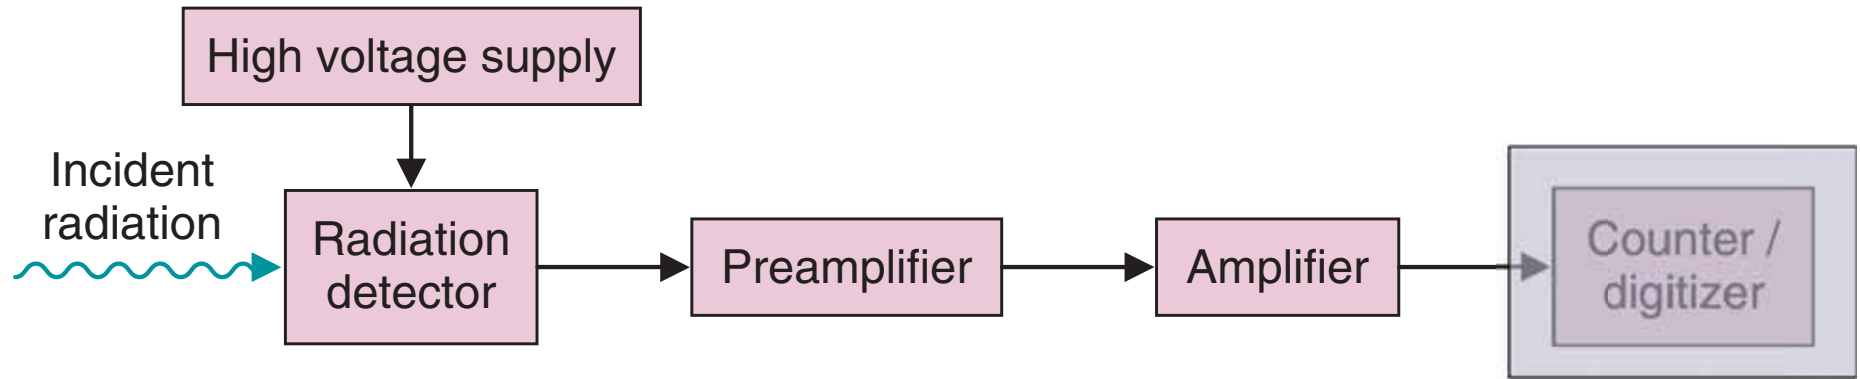 High voltage supply
Incident
radiation
Radiation
detector
Preamplifier
Amplifier
Counter /
digitizer